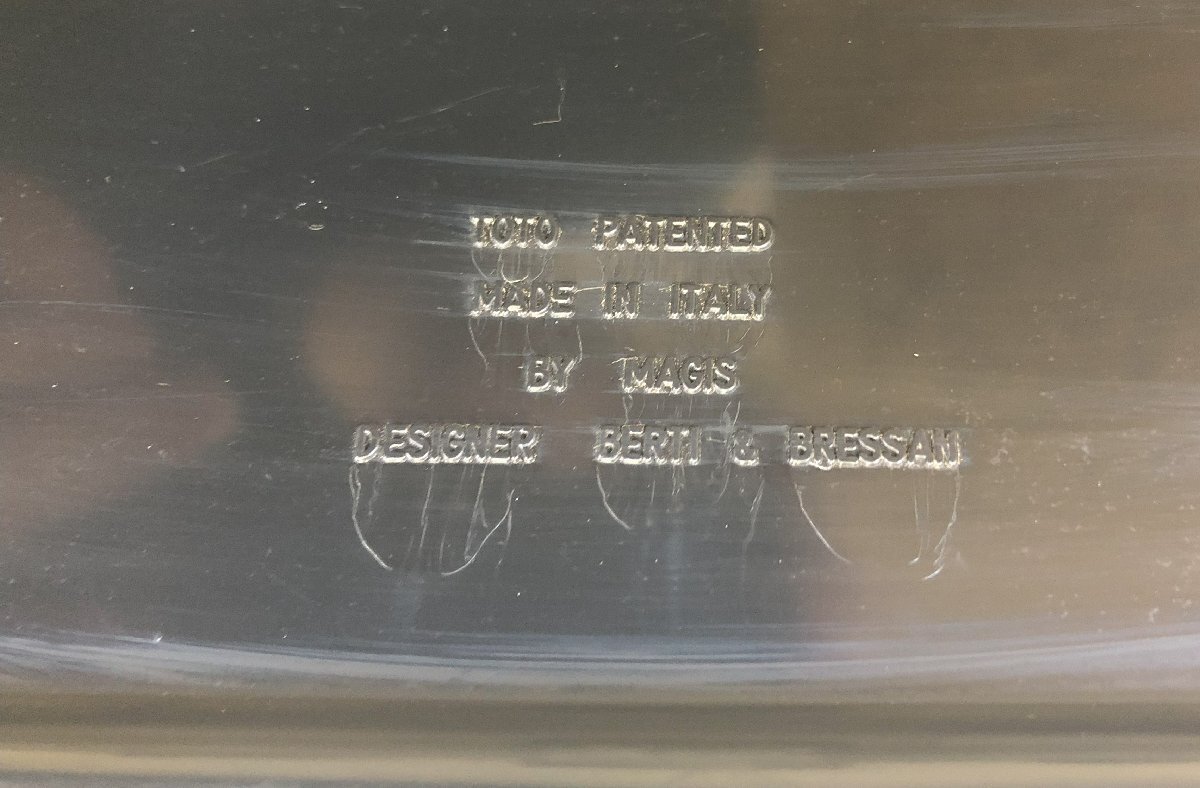 TOTO PATENTED
MADE IN ITALY
BY MAGIS
DESIGNER BERTI & BRESSAN